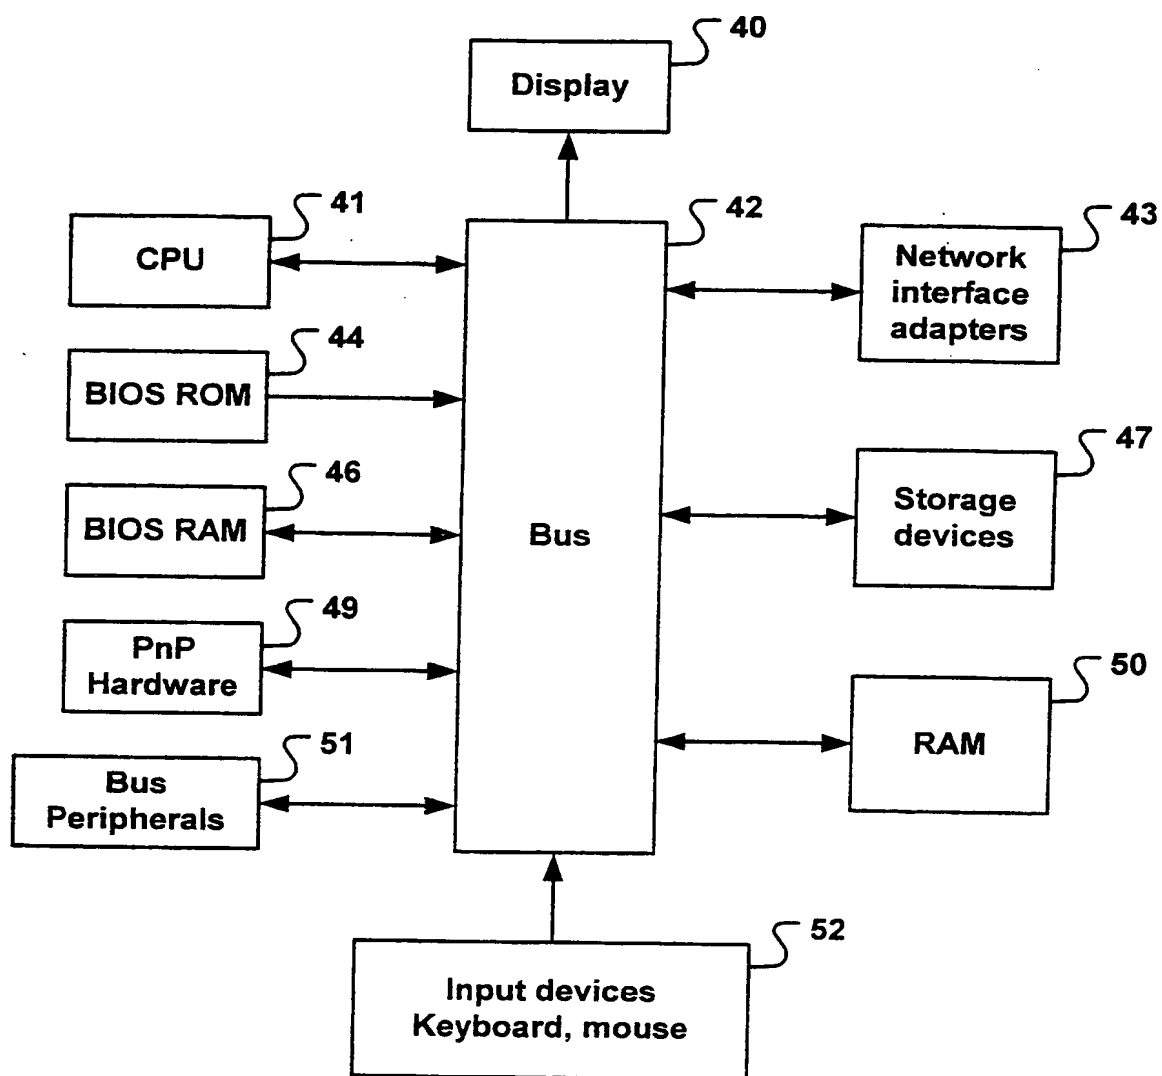 40
Display
41
42
43
CPU
Network
interface
adapters
44
BIOS ROM
46
47
BIOS RAM
Bus
Storage
devices
49
PnP
Hardware
50
RAM
51
Bus
Peripherals
52
Input devices
Keyboard, mouse